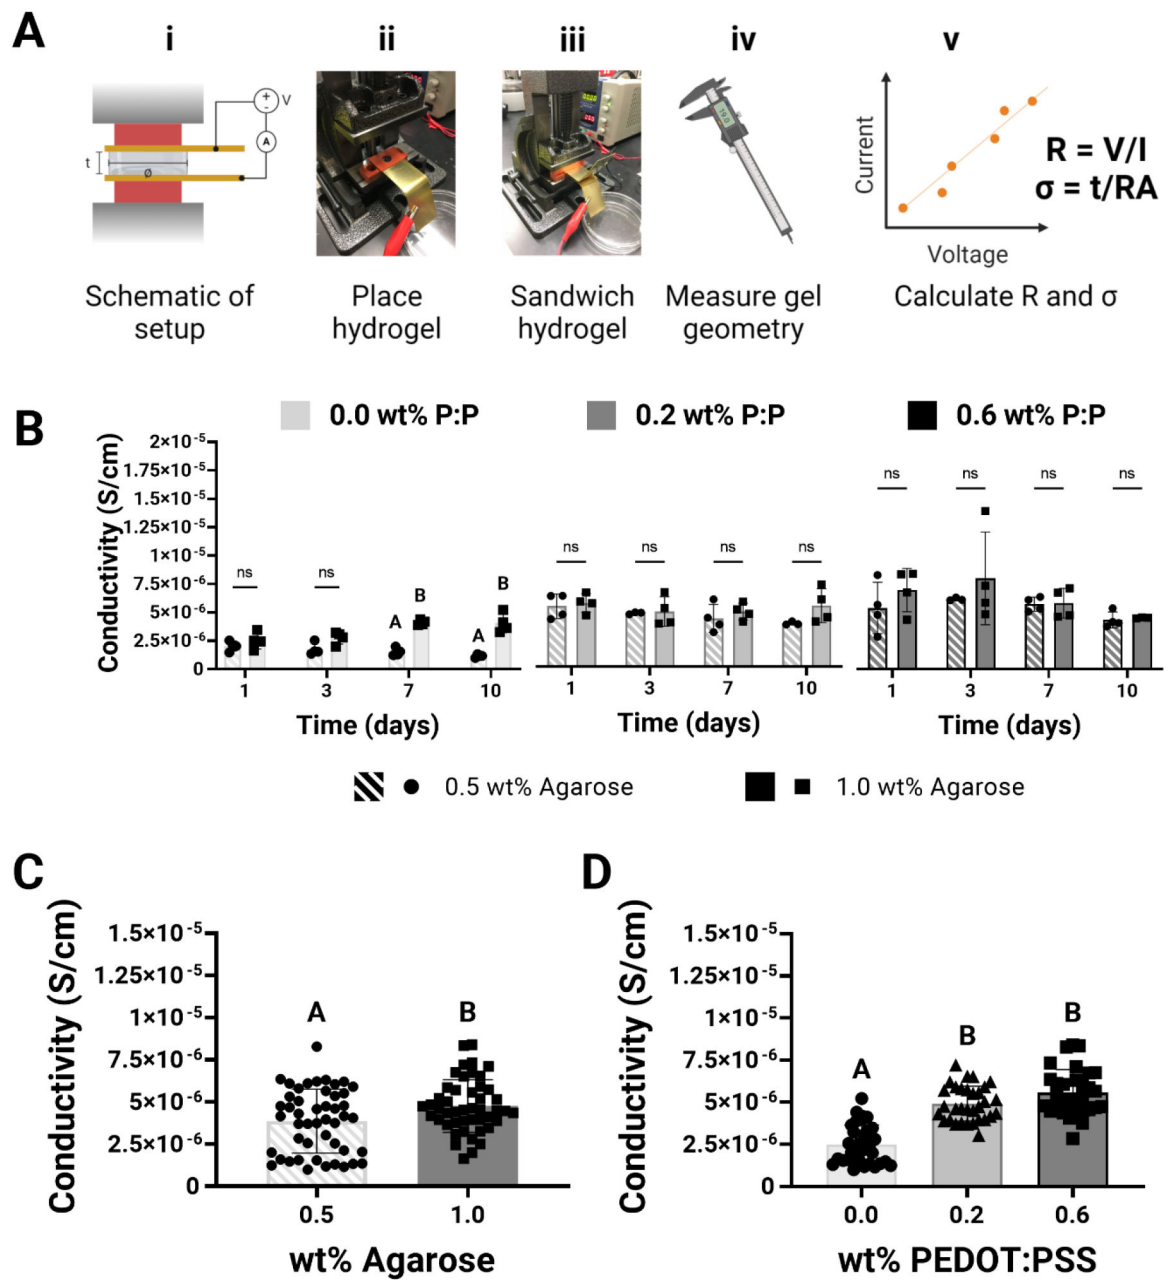 A
i ii iii iv v
V
A
t
Ø
Current
Voltage
R = V/I
σ = t/RA
Schematic of
setup
Place
hydrogel
Sandwich
hydrogel
Measure gel
geometry
Calculate R and σ
B
0.0 wt% P:P 0.2 wt% P:P 0.6 wt% P:P
Conductivity (S/cm)
2×10⁻⁵
1.75×10⁻⁵
1.5×10⁻⁵
1.25×10⁻⁵
1×10⁻⁵
7.5×10⁻⁶
5×10⁻⁶
2.5×10⁻⁶
0
ns ns A B A B
1 3 7 10
Time (days)
ns ns ns ns
1 3 7 10
Time (days)
ns ns ns ns
1 3 7 10
Time (days)
0.5 wt% Agarose 1.0 wt% Agarose
C
Conductivity (S/cm)
1.5×10⁻⁵
1.25×10⁻⁵
1×10⁻⁵
7.5×10⁻⁶
5×10⁻⁶
2.5×10⁻⁶
0
A B
0.5 1.0
wt% Agarose
D
Conductivity (S/cm)
1.5×10⁻⁵
1.25×10⁻⁵
1×10⁻⁵
7.5×10⁻⁶
5×10⁻⁶
2.5×10⁻⁶
0
A B B
0.0 0.2 0.6
wt% PEDOT:PSS